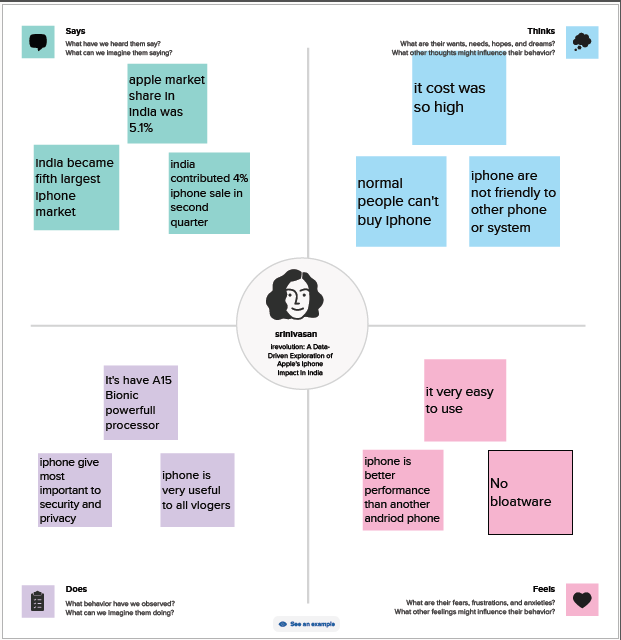 Says
What have we heard them say?
What can we imagine them saying?
Thinks
What are their wants, needs, hopes, and dreams?
What other thoughts might influence their behavior?
apple market
share in
india was
5.1%
india became
fifth largest
iphone
market
india
contributed 4%
iphone sale in
second
quarter
it cost was
so high
normal
people can't
buy iphone
iphone are
not friendly to
other phone
or system
srinivasan
irevolution: A Data-
Driven Exploration of
Apple's iphone
impact in india
It's have A15
Bionic
powerfull
processor
iphone give
most
important to
security and
privacy
iphone is
very useful
to all vlogers
it very easy
to use
iphone is
better
performance
than another
andriod phone
No
bloatware
Does
What behavior have we observed?
What can we imagine them doing?
Feels
What are their fears, frustrations, and anxieties?
What other feelings might influence their behavior?
See an example